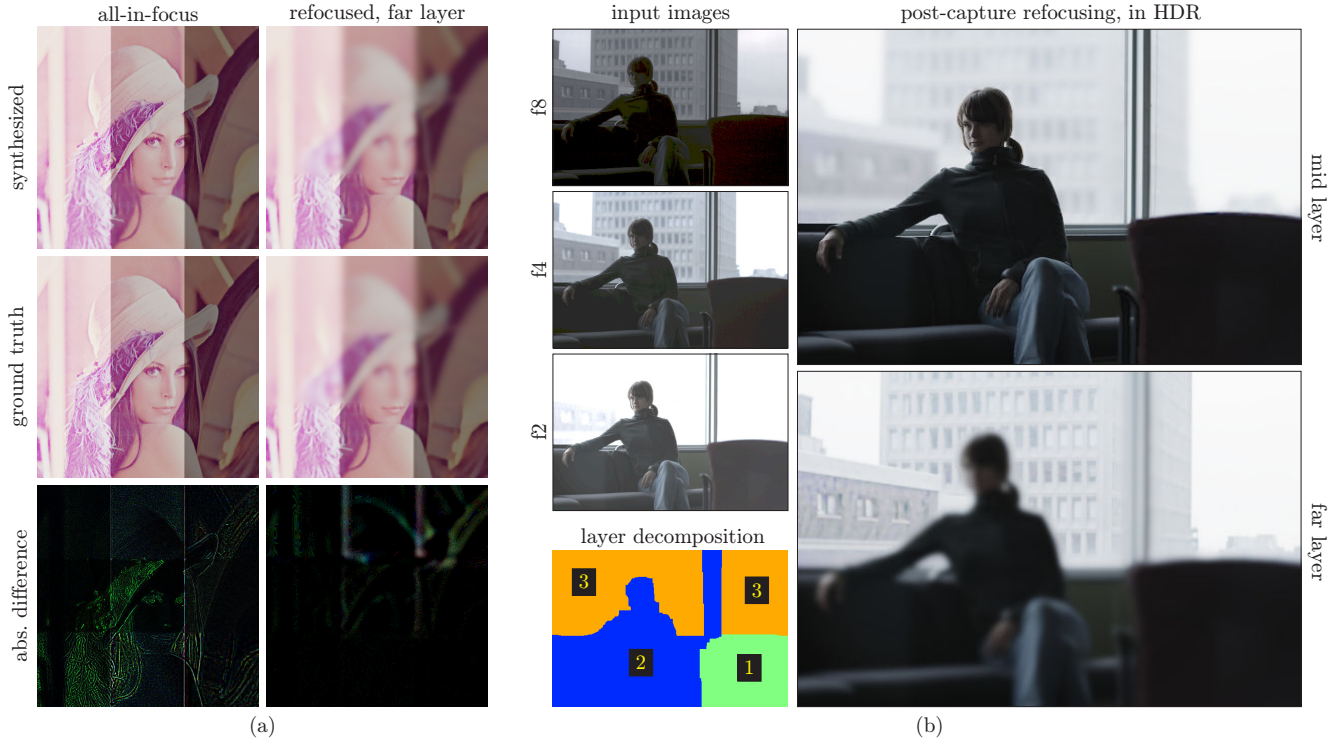 all-in-focus
refocused, far layer
synthesized
ground truth
abs. difference
(a)
input images
f8
f4
f2
layer decomposition
3
3
2
1
post-capture refocusing, in HDR
mid layer
far layer
(b)